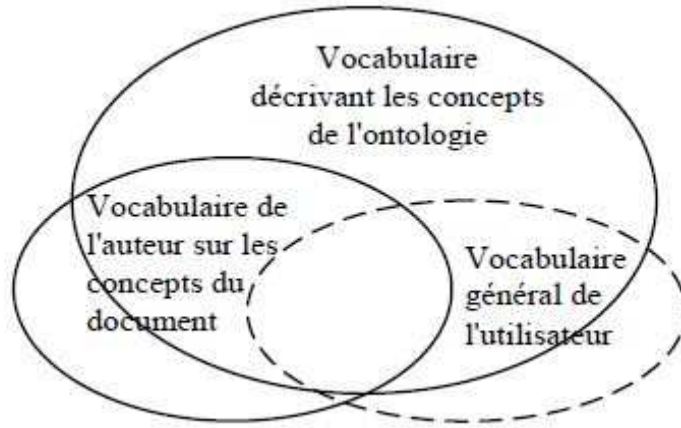 Vocabulaire
décrivant les concepts
de l'ontologie
Vocabulaire de
l'auteur sur les
concepts du
document
Vocabulaire
général de
l'utilisateur